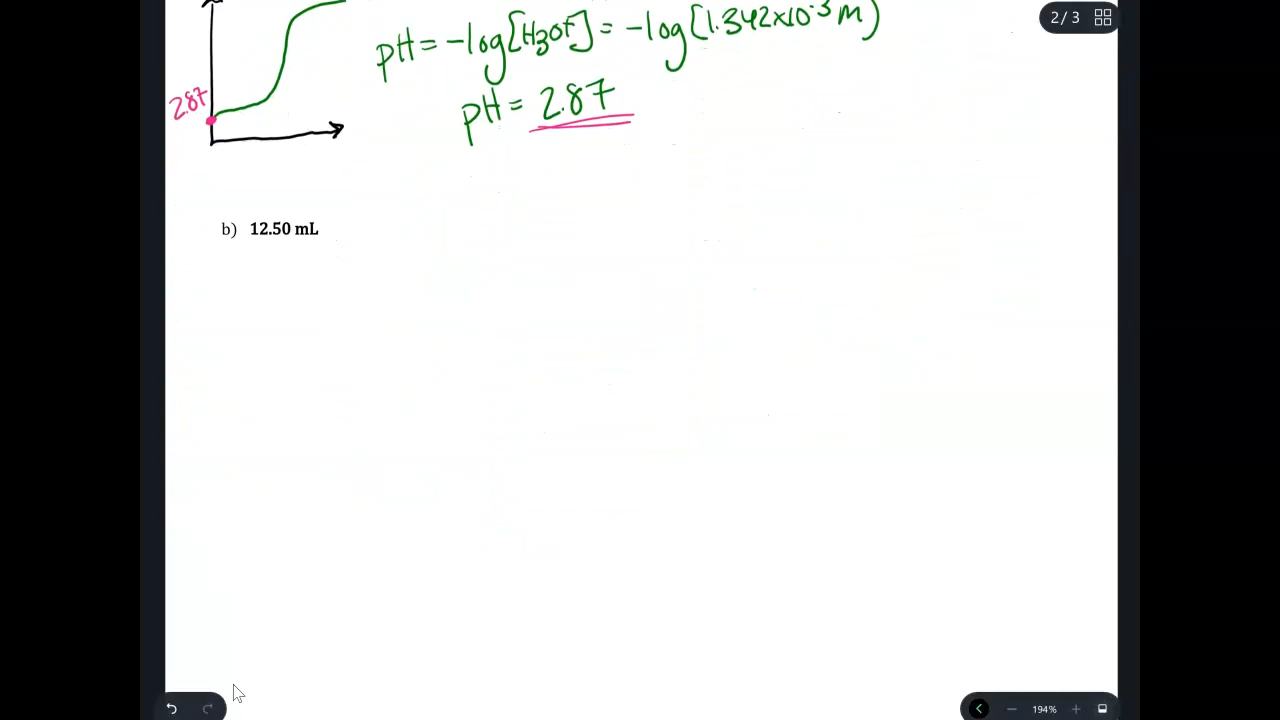 2/3
pH = -log[H3O+] = -log(1.342x10^-3 M)
2.87
pH = 2.87
b) 12.50 mL
194%